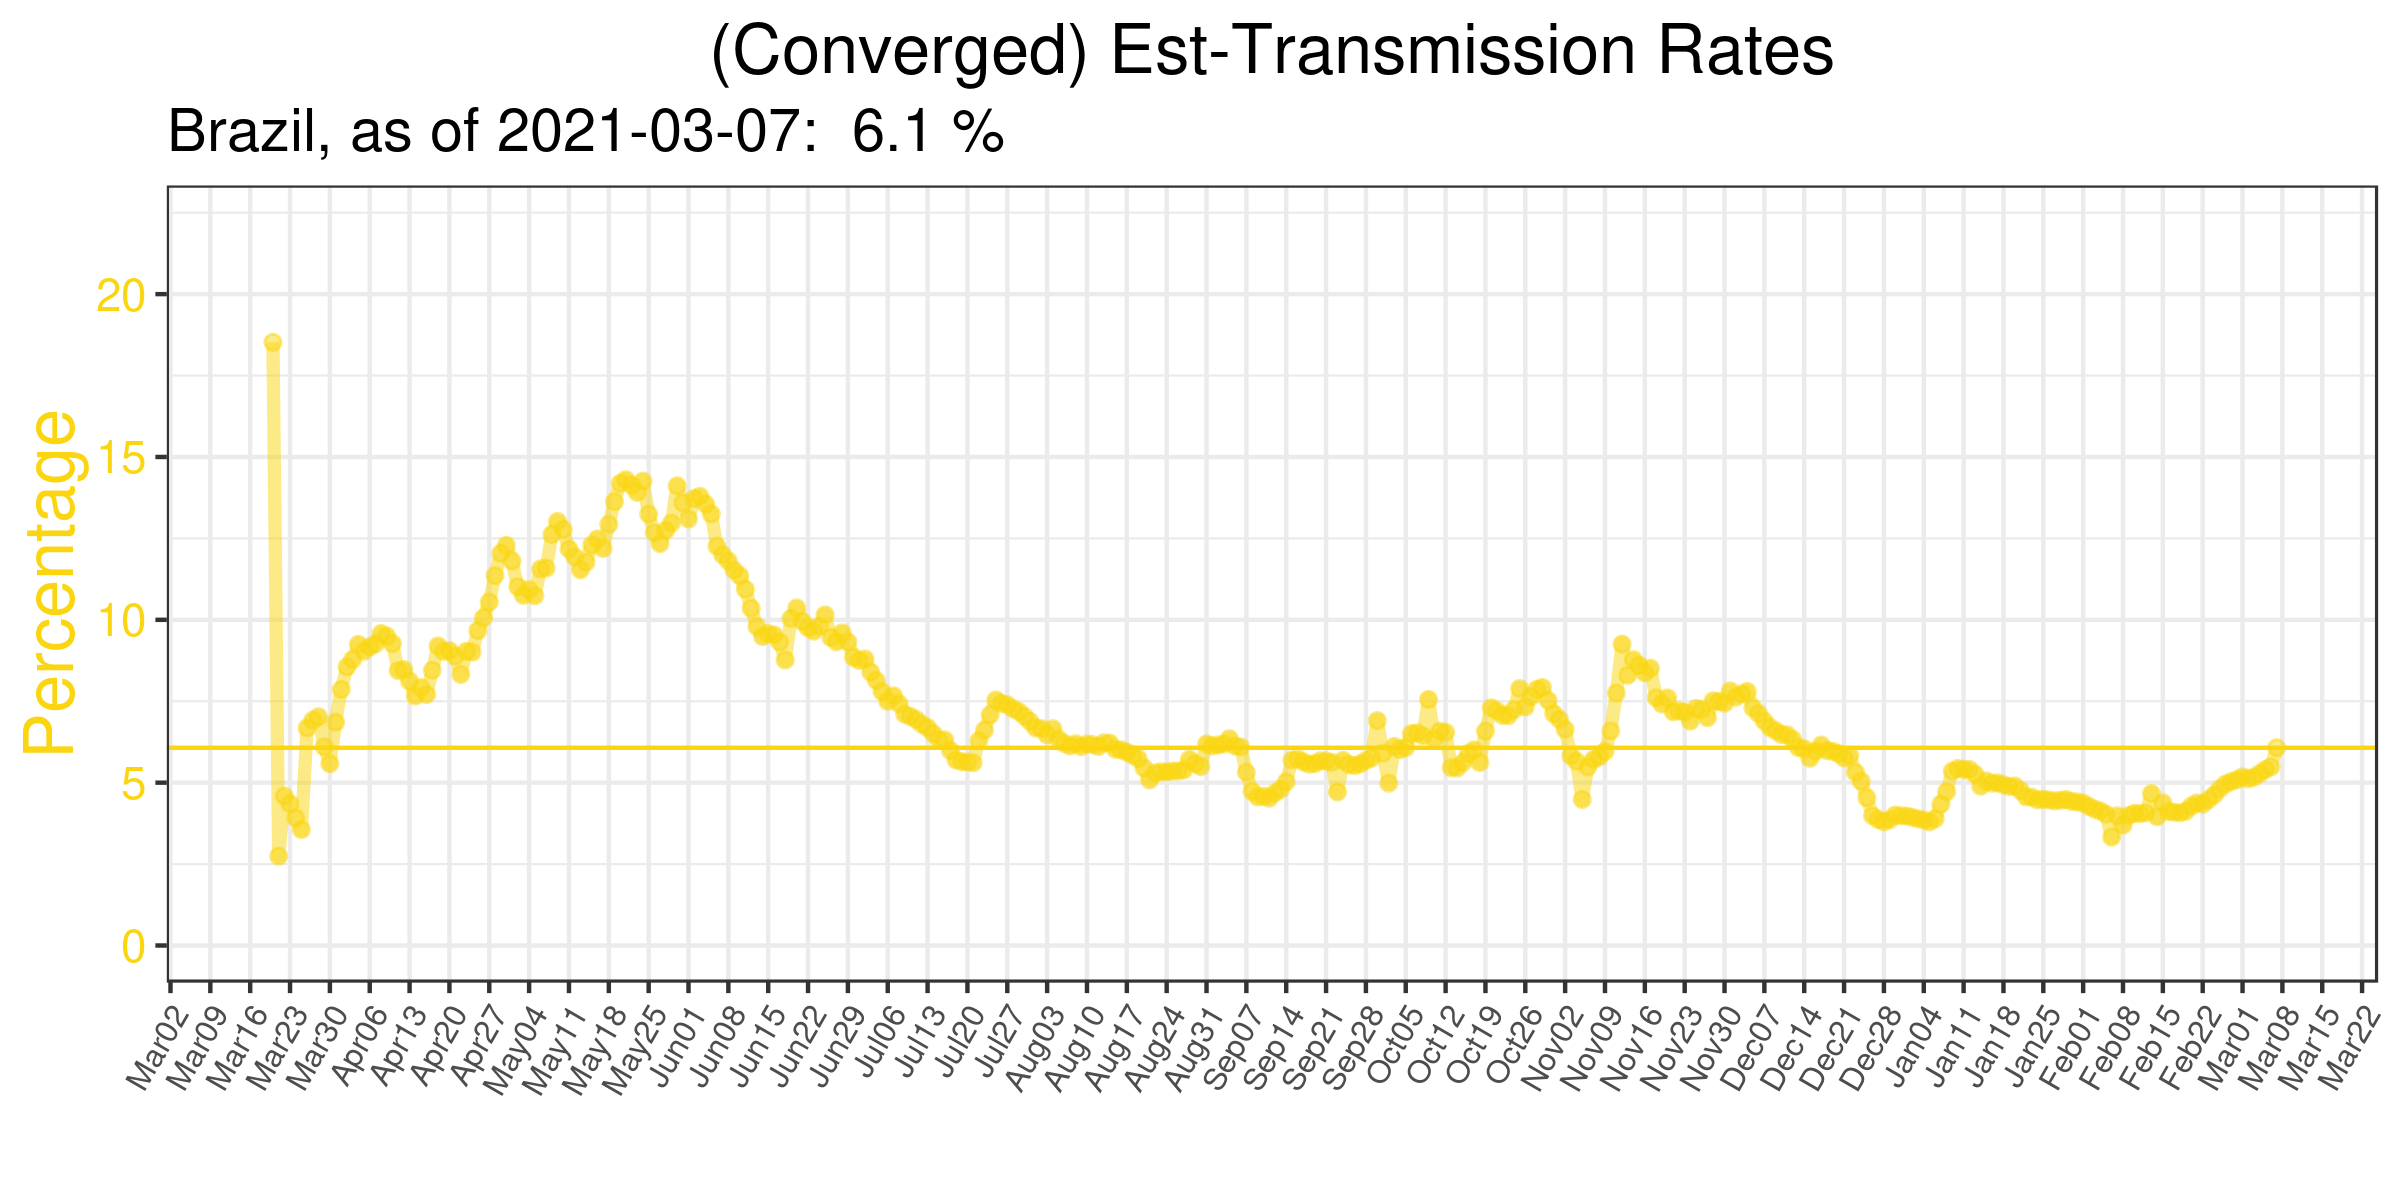 (Converged) Est-Transmission Rates
Brazil, as of 2021-03-07:  6.1 %
Percentage
20
15
10
5
0
Mar02
Mar09
Mar16
Mar23
Mar30
Apr06
Apr13
Apr20
Apr27
May04
May11
May18
May25
Jun01
Jun08
Jun15
Jun22
Jun29
Jul06
Jul13
Jul20
Jul27
Aug03
Aug10
Aug17
Aug24
Aug31
Sep07
Sep14
Sep21
Sep28
Oct05
Oct12
Oct19
Oct26
Nov02
Nov09
Nov16
Nov23
Nov30
Dec07
Dec14
Dec21
Dec28
Jan04
Jan11
Jan18
Jan25
Feb01
Feb08
Feb15
Feb22
Mar01
Mar08
Mar15
Mar22